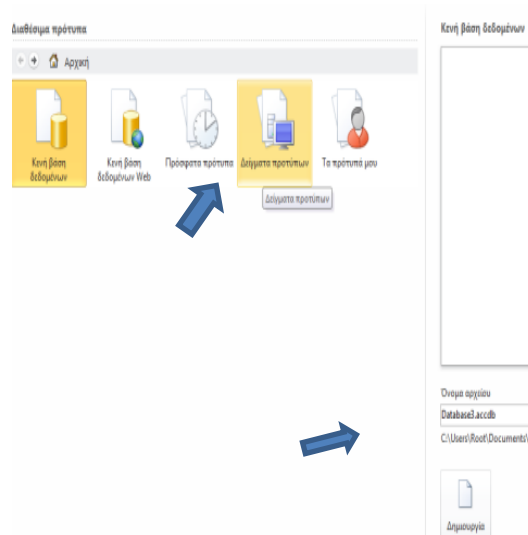 Διαθέσιμα πρότυπα
Αρχική
Κενή βάση
δεδομένων
Κενή βάση
δεδομένων Web
Πρόσφατα πρότυπα
Δείγματα προτύπων
Τα πρότυπά μου
Δείγματα προτύπων
Κενή βάση δεδομένων
Όνομα αρχείου
Database3.accdb
C:\Users\Root\Documents\
Δημιουργία